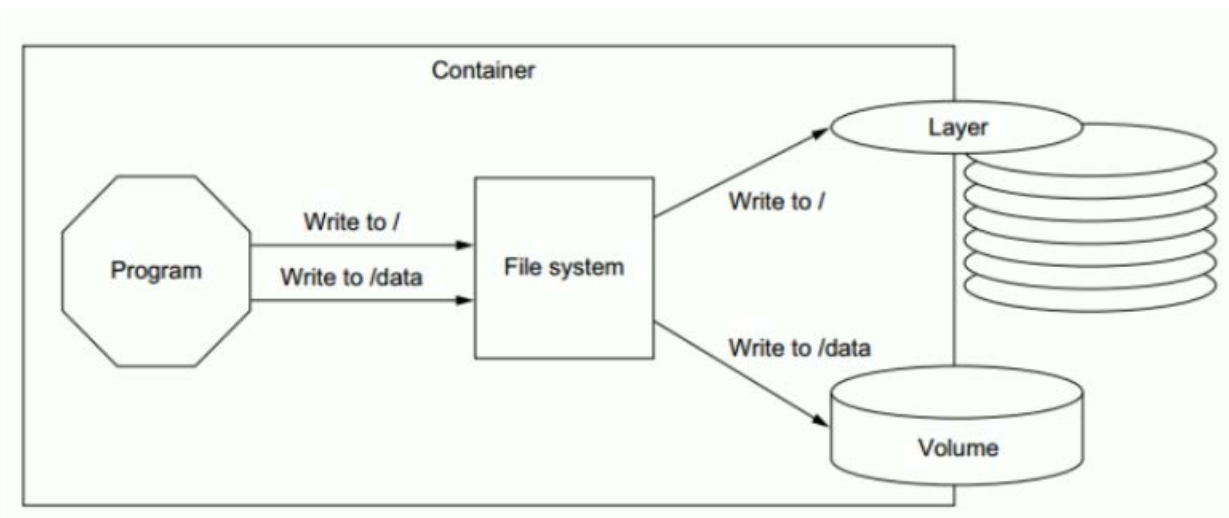 Container
Layer
Write to /
Write to /
Program
File system
Write to /data
Write to /data
Volume